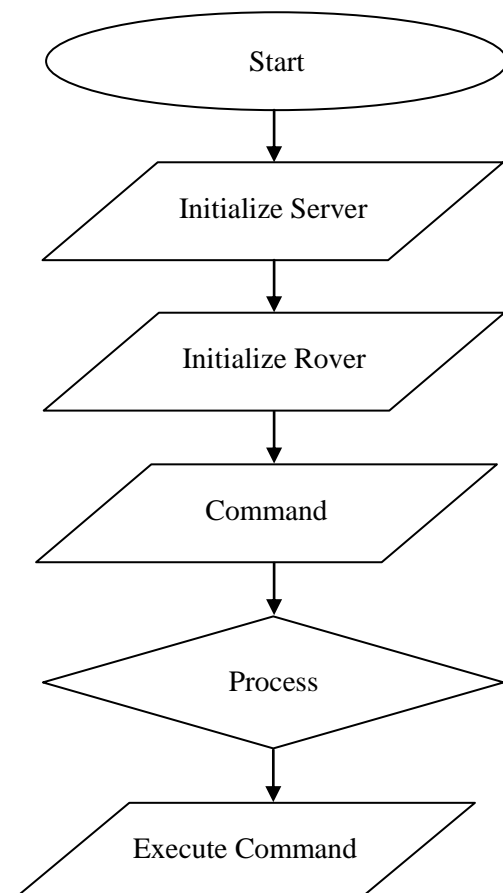 Start
Initialize Server
Initialize Rover
Command
Process
Execute Command